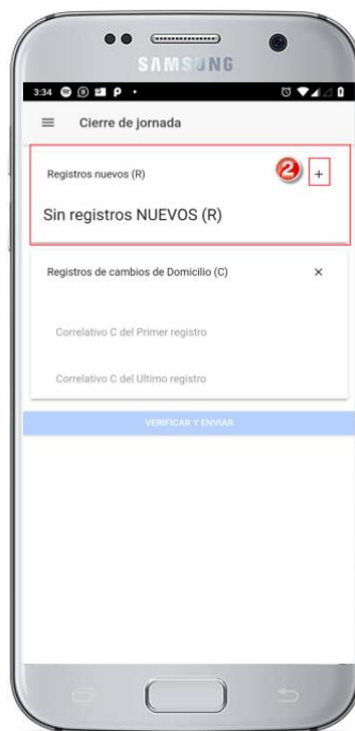 SAMSUNG
3:34
Cierre de jornada
Registros nuevos (R)
2
+
Sin registros NUEVOS (R)
Registros de cambios de Domicilio (C)
×
Correlativo C del Primer registro
Correlativo C del Ultimo registro
VERIFICAR Y ENVIAR